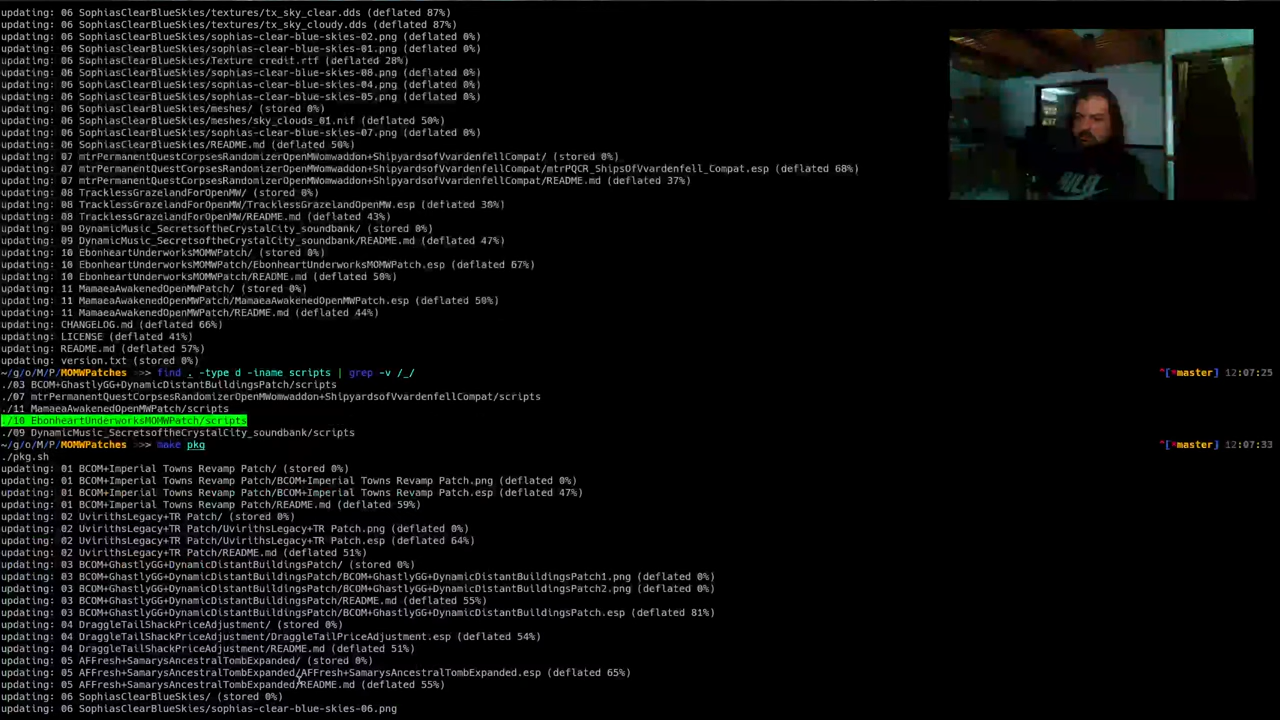 updating: 06 SophiasClearBlueSkies/textures/tx_sky_clear.dds (deflated 87%)
updating: 06 SophiasClearBlueSkies/textures/tx_sky_cloudy.dds (deflated 87%)
updating: 06 SophiasClearBlueSkies/sophias-clear-blue-skies-02.png (deflated 0%)
updating: 06 SophiasClearBlueSkies/sophias-clear-blue-skies-01.png (deflated 0%)
updating: 06 SophiasClearBlueSkies/Texture credit.rtf (deflated 28%)
updating: 06 SophiasClearBlueSkies/sophias-clear-blue-skies-08.png (deflated 0%)
updating: 06 SophiasClearBlueSkies/sophias-clear-blue-skies-04.png (deflated 0%)
updating: 06 SophiasClearBlueSkies/sophias-clear-blue-skies-05.png (deflated 0%)
updating: 06 SophiasClearBlueSkies/meshes/ (stored 0%)
updating: 06 SophiasClearBlueSkies/meshes/sky_clouds_01.nif (deflated 50%)
updating: 06 SophiasClearBlueSkies/sophias-clear-blue-skies-07.png (deflated 0%)
updating: 06 SophiasClearBlueSkies/README.md (deflated 50%)
updating: 07 mtrPermanentQuestCorpsesRandomizerOpenMWomwaddon+ShipyardsofVvardenfellCompat/ (stored 0%)
updating: 07 mtrPermanentQuestCorpsesRandomizerOpenMWomwaddon+ShipyardsofVvardenfellCompat/mtrPQCR_ShipsOfVvardenfell_Compat.esp (deflated 68%)
updating: 07 mtrPermanentQuestCorpsesRandomizerOpenMWomwaddon+ShipyardsofVvardenfellCompat/README.md (deflated 37%)
updating: 08 TracklessGrazelandForOpenMW/ (stored 0%)
updating: 08 TracklessGrazelandForOpenMW/TracklessGrazelandOpenMW.esp (deflated 30%)
updating: 08 TracklessGrazelandForOpenMW/README.md (deflated 43%)
updating: 09 DynamicMusic_SecretsoftheCrystalCity_soundbank/ (stored 0%)
updating: 09 DynamicMusic_SecretsoftheCrystalCity_soundbank/README.md (deflated 47%)
updating: 10 EbonheartUnderworksMOMWPatch/ (stored 0%)
updating: 10 EbonheartUnderworksMOMWPatch/EbonheartUnderworksMOMWPatch.esp (deflated 67%)
updating: 10 EbonheartUnderworksMOMWPatch/README.md (deflated 50%)
updating: 11 MamaeaAwakenedOpenMWPatch/ (stored 0%)
updating: 11 MamaeaAwakenedOpenMWPatch/MamaeaAwakenedOpenMWPatch.esp (deflated 50%)
updating: 11 MamaeaAwakenedOpenMWPatch/README.md (deflated 44%)
updating: CHANGELOG.md (deflated 66%)
updating: LICENSE (deflated 41%)
updating: README.md (deflated 57%)
updating: version.txt (stored 0%)
~/g/o/M/P/MOMWPatches >>> find . -type d -iname scripts | grep -v /_/ "[*master] 12:07:25
./03 BCOM+GhastlyGG+DynamicDistantBuildingsPatch/scripts
./07 mtrPermanentQuestCorpsesRandomizerOpenMWomwaddon+ShipyardsofVvardenfellCompat/scripts
./11 MamaeaAwakenedOpenMWPatch/scripts
./10 EbonheartUnderworksMOMWPatch/scripts
./09 DynamicMusic_SecretsoftheCrystalCity_soundbank/scripts
~/g/o/M/P/MOMWPatches >>> make pkg "[*master] 12:07:33
./pkg.sh
updating: 01 BCOM+Imperial Towns Revamp Patch/ (stored 0%)
updating: 01 BCOM+Imperial Towns Revamp Patch/BCOM+Imperial Towns Revamp Patch.png (deflated 0%)
updating: 01 BCOM+Imperial Towns Revamp Patch/BCOM+Imperial Towns Revamp Patch.esp (deflated 47%)
updating: 01 BCOM+Imperial Towns Revamp Patch/README.md (deflated 59%)
updating: 02 UvirithsLegacy+TR Patch/ (stored 0%)
updating: 02 UvirithsLegacy+TR Patch/UvirithsLegacy+TR Patch.png (deflated 0%)
updating: 02 UvirithsLegacy+TR Patch/UvirithsLegacy+TR Patch.esp (deflated 64%)
updating: 02 UvirithsLegacy+TR Patch/README.md (deflated 51%)
updating: 03 BCOM+GhastlyGG+DynamicDistantBuildingsPatch/ (stored 0%)
updating: 03 BCOM+GhastlyGG+DynamicDistantBuildingsPatch/BCOM+GhastlyGG+DynamicDistantBuildingsPatch1.png (deflated 0%)
updating: 03 BCOM+GhastlyGG+DynamicDistantBuildingsPatch/BCOM+GhastlyGG+DynamicDistantBuildingsPatch2.png (deflated 0%)
updating: 03 BCOM+GhastlyGG+DynamicDistantBuildingsPatch/README.md (deflated 55%)
updating: 03 BCOM+GhastlyGG+DynamicDistantBuildingsPatch/BCOM+GhastlyGG+DynamicDistantBuildingsPatch.esp (deflated 81%)
updating: 04 DraggleTailShackPriceAdjustment/ (stored 0%)
updating: 04 DraggleTailShackPriceAdjustment/DraggleTailPriceAdjustment.esp (deflated 54%)
updating: 04 DraggleTailShackPriceAdjustment/README.md (deflated 51%)
updating: 05 AFFresh+SamarysAncestralTombExpanded/ (stored 0%)
updating: 05 AFFresh+SamarysAncestralTombExpanded/AFFresh+SamarysAncestralTombExpanded.esp (deflated 65%)
updating: 05 AFFresh+SamarysAncestralTombExpanded/README.md (deflated 55%)
updating: 06 SophiasClearBlueSkies/ (stored 0%)
updating: 06 SophiasClearBlueSkies/sophias-clear-blue-skies-06.png